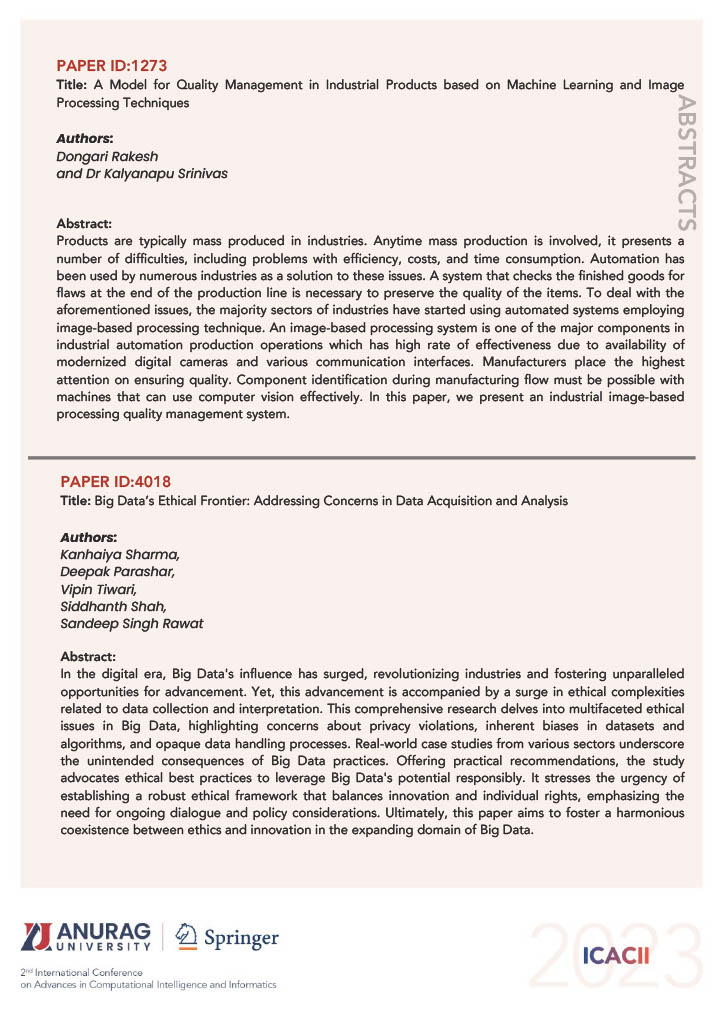 PAPER ID:1273
Title: A Model for Quality Management in Industrial Products based on Machine Learning and Image
Processing Techniques
Authors:
Dongari Rakesh
and Dr Kalyanapu Srinivas
ABSTRACTS
Abstract:
Products are typically mass produced in industries. Anytime mass production is involved, it presents a
number of difficulties, including problems with efficiency, costs, and time consumption. Automation has
been used by numerous industries as a solution to these issues. A system that checks the finished goods for
flaws at the end of the production line is necessary to preserve the quality of the items. To deal with the
aforementioned issues, the majority sectors of industries have started using automated systems employing
image-based processing technique. An image-based processing system is one of the major components in
industrial automation production operations which has high rate of effectiveness due to availability of
modernized digital cameras and various communication interfaces. Manufacturers place the highest
attention on ensuring quality. Component identification during manufacturing flow must be possible with
machines that can use computer vision effectively. In this paper, we present an industrial image-based
processing quality management system.
PAPER ID:4018
Title: Big Data's Ethical Frontier: Addressing Concerns in Data Acquisition and Analysis
Authors:
Kanhaiya Sharma,
Deepak Parashar,
Vipin Tiwari,
Siddhanth Shah,
Sandeep Singh Rawat
Abstract:
In the digital era, Big Data's influence has surged, revolutionizing industries and fostering unparalleled
opportunities for advancement. Yet, this advancement is accompanied by a surge in ethical complexities
related to data collection and interpretation. This comprehensive research delves into multifaceted ethical
issues in Big Data, highlighting concerns about privacy violations, inherent biases in datasets and
algorithms, and opaque data handling processes. Real-world case studies from various sectors underscore
the unintended consequences of Big Data practices. Offering practical recommendations, the study
advocates ethical best practices to leverage Big Data's potential responsibly. It stresses the urgency of
establishing a robust ethical framework that balances innovation and individual rights, emphasizing the
need for ongoing dialogue and policy considerations. Ultimately, this paper aims to foster a harmonious
coexistence between ethics and innovation in the expanding domain of Big Data.
ANURAG
UNIVERSITY
Springer
2nd International Conference
on Advances in Computational Intelligence and Informatics
2023
ICACII